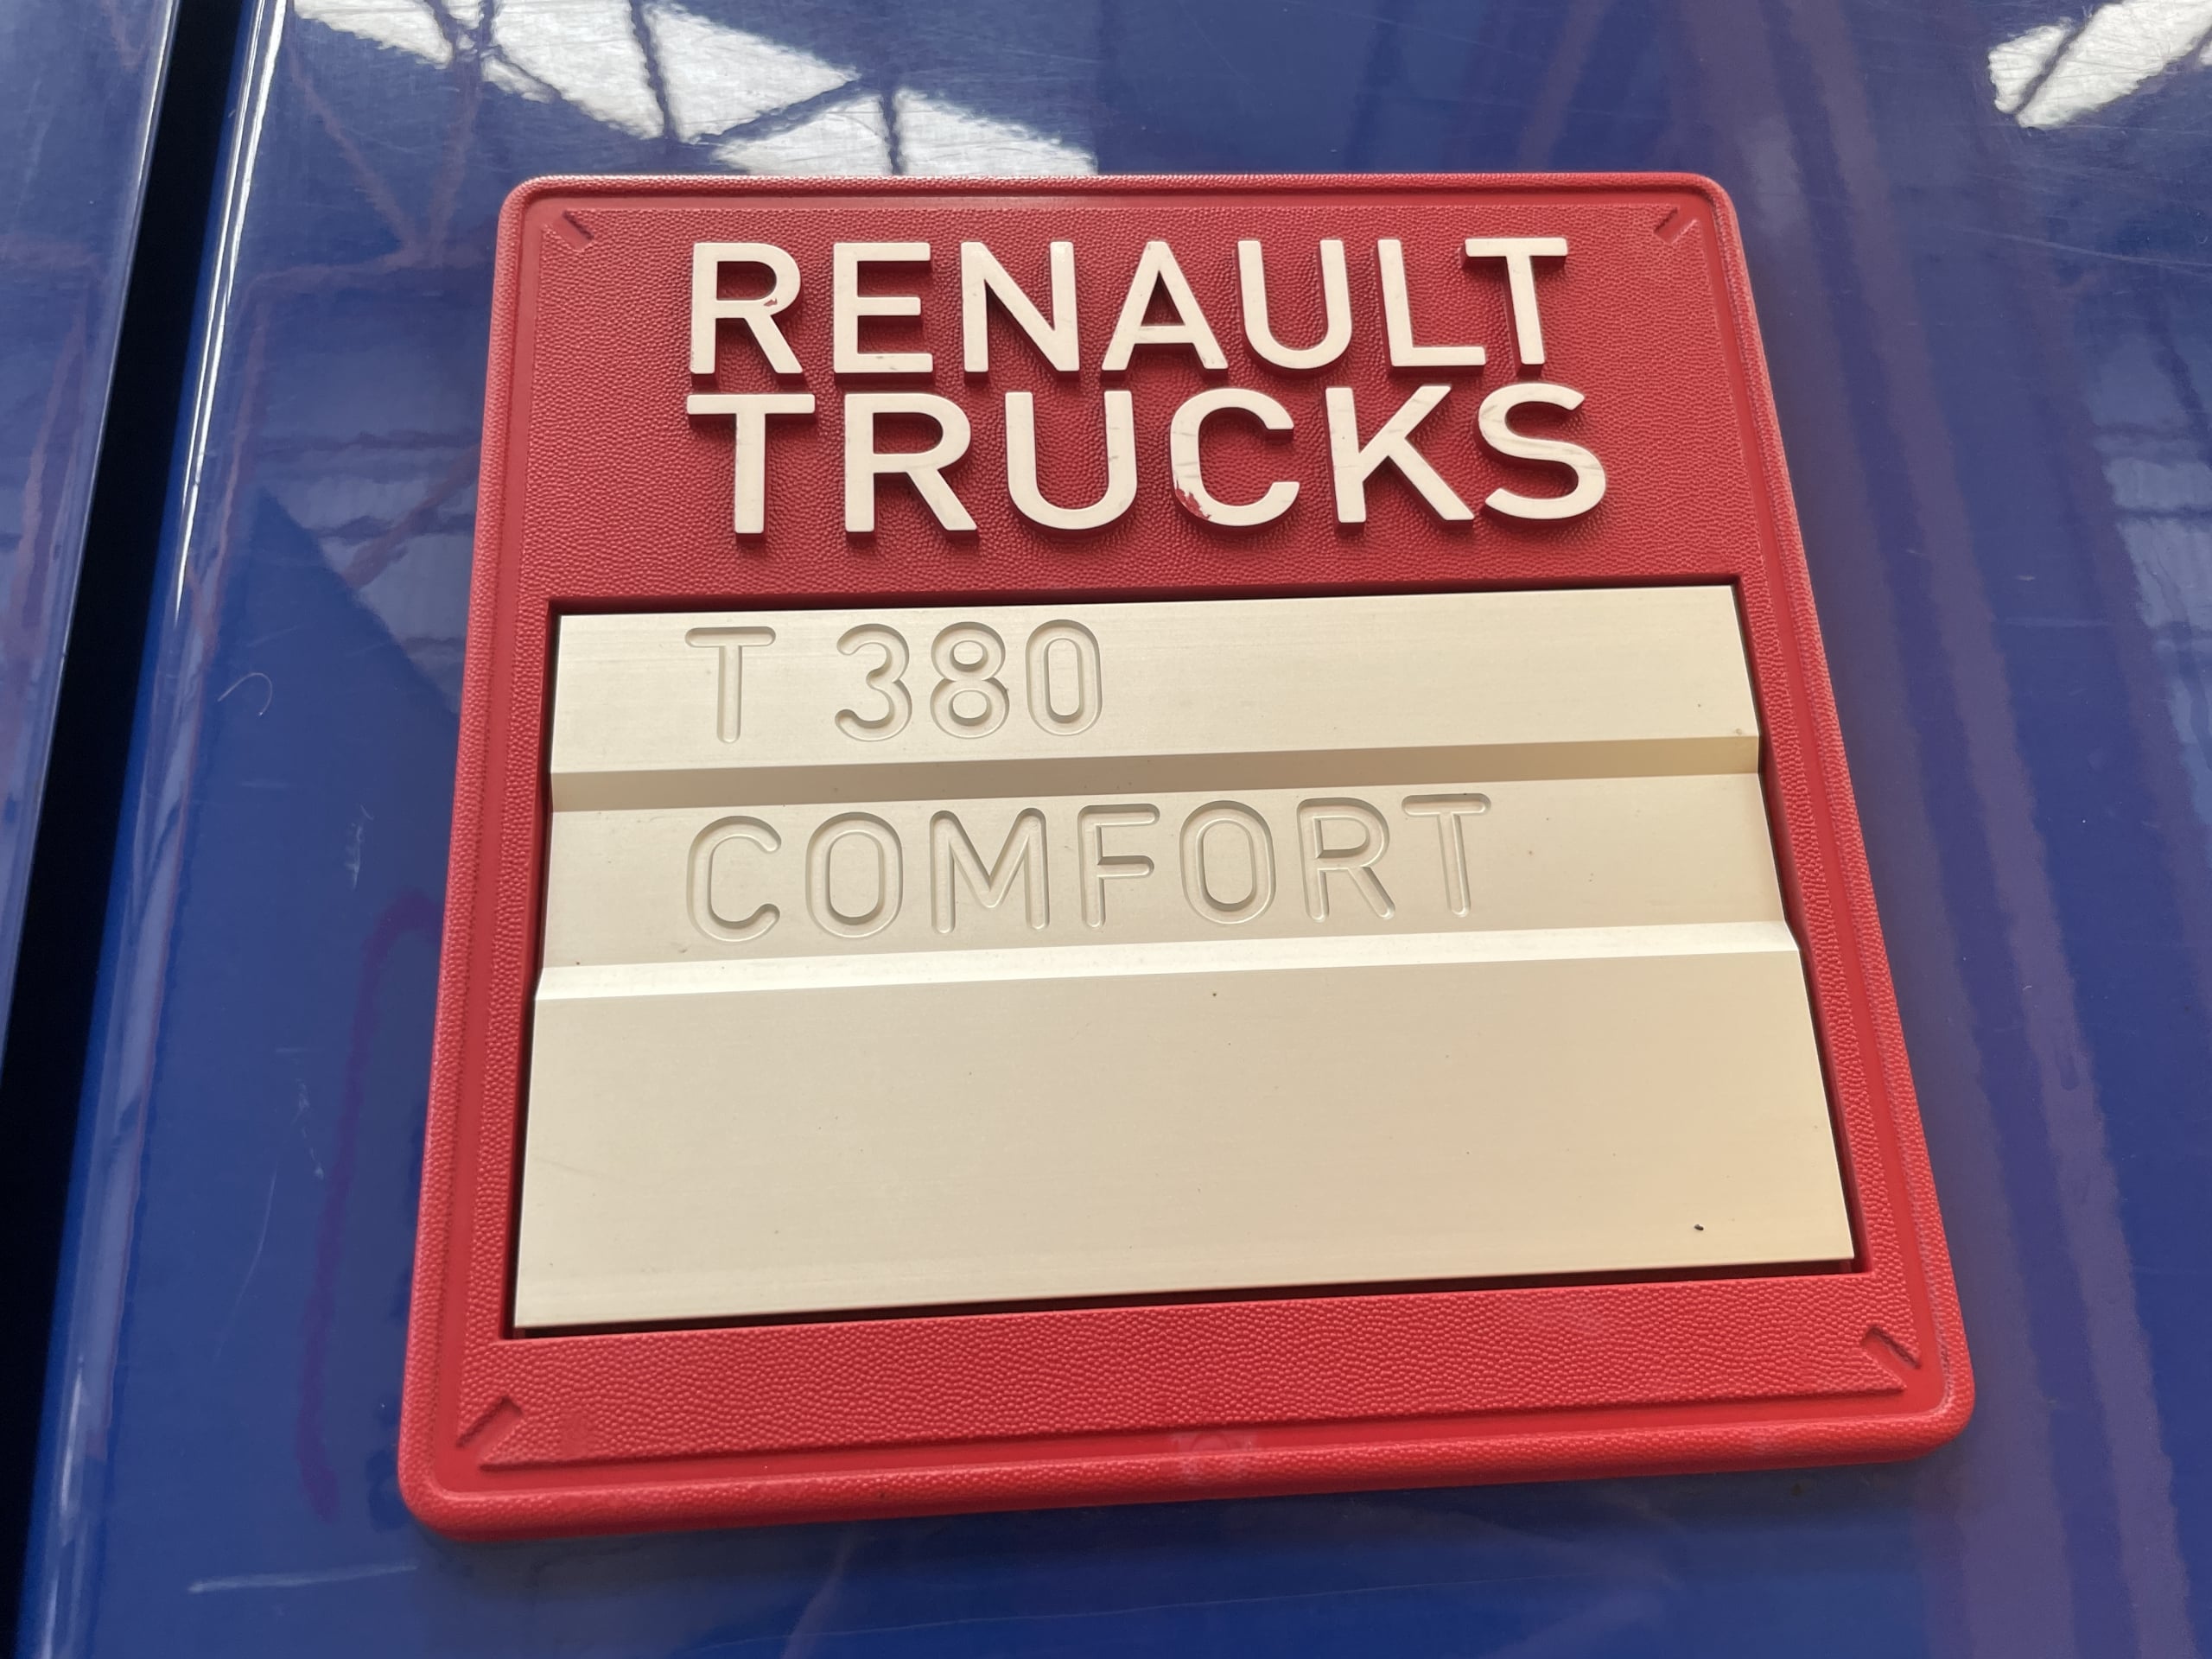 RENAULT
TRUCKS
T 380
COMFORT